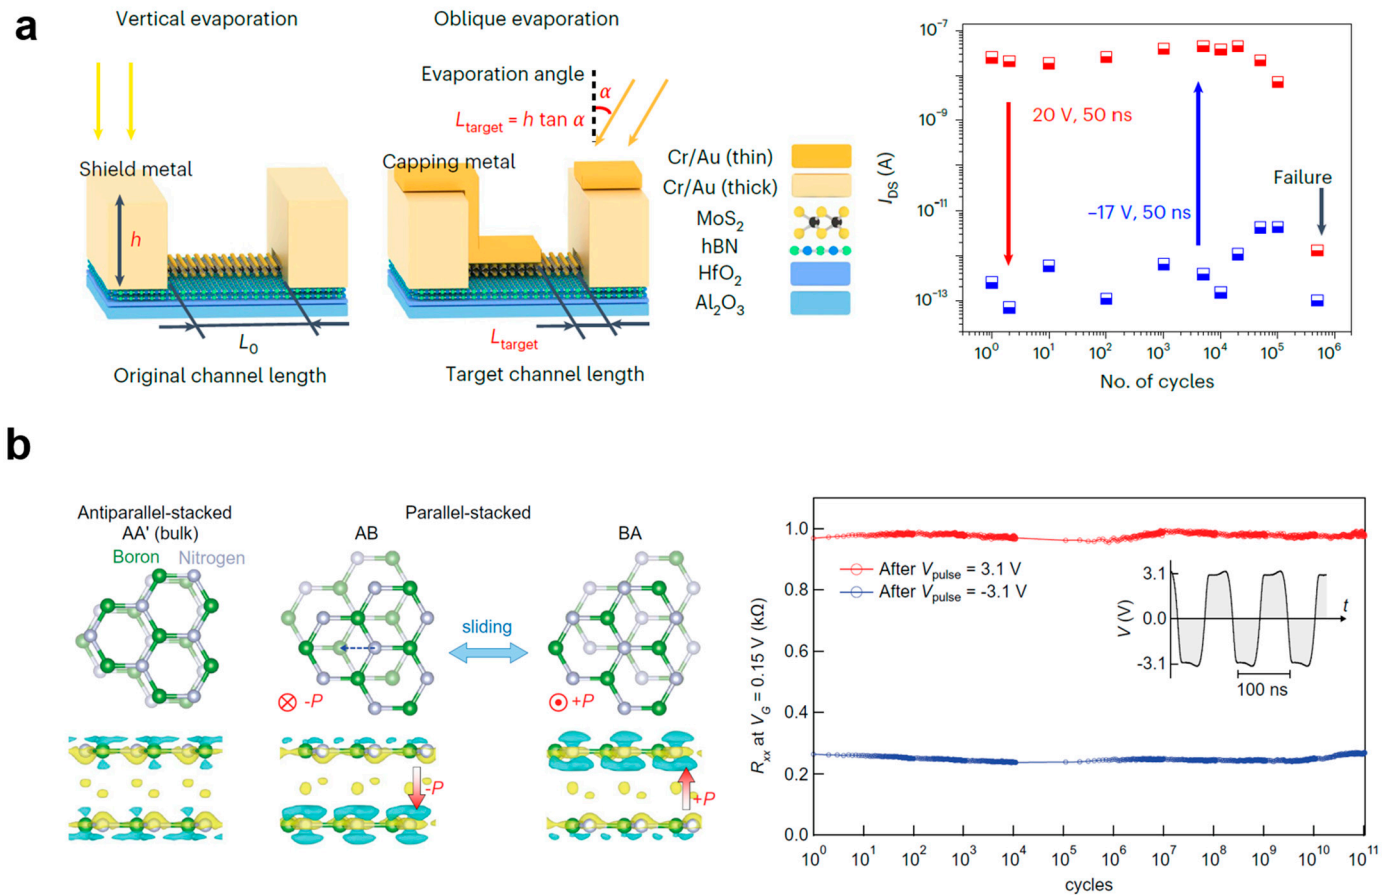 a
Vertical evaporation
Oblique evaporation
Evaporation angle
α
L_target = h tan α
Shield metal
Capping metal
h
L_0
L_target
Original channel length
Target channel length
Cr/Au (thin)
Cr/Au (thick)
MoS₂
hBN
HfO₂
Al₂O₃
I_DS (A)
10⁻⁷
10⁻⁹
10⁻¹¹
10⁻¹³
20 V, 50 ns
–17 V, 50 ns
Failure
10⁰ 10¹ 10² 10³ 10⁴ 10⁵ 10⁶
No. of cycles
b
Antiparallel-stacked
AA' (bulk)
Boron Nitrogen
Parallel-stacked
AB
BA
sliding
-P
+P
-P
+P
R_xx at V_G = 0.15 V (kΩ)
1.0
0.8
0.6
0.4
0.2
0.0
After V_pulse = 3.1 V
After V_pulse = -3.1 V
V (V)
3.1
0.0
-3.1
t
100 ns
10⁰ 10¹ 10² 10³ 10⁴ 10⁵ 10⁶ 10⁷ 10⁸ 10⁹ 10¹⁰ 10¹¹
cycles